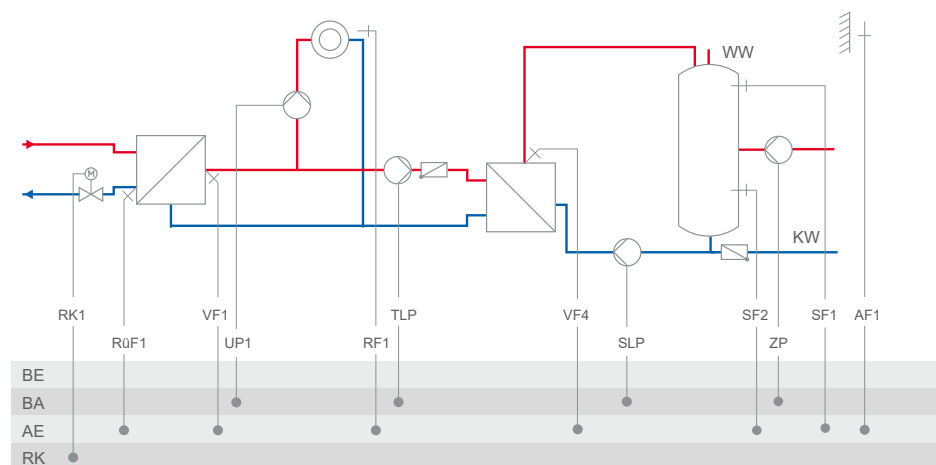 WW
M
KW
RK1 VF1 TLP VF4 SF2 SF1 AF1
RüF1 UP1 RF1 SLP ZP
BE
BA
AE
RK